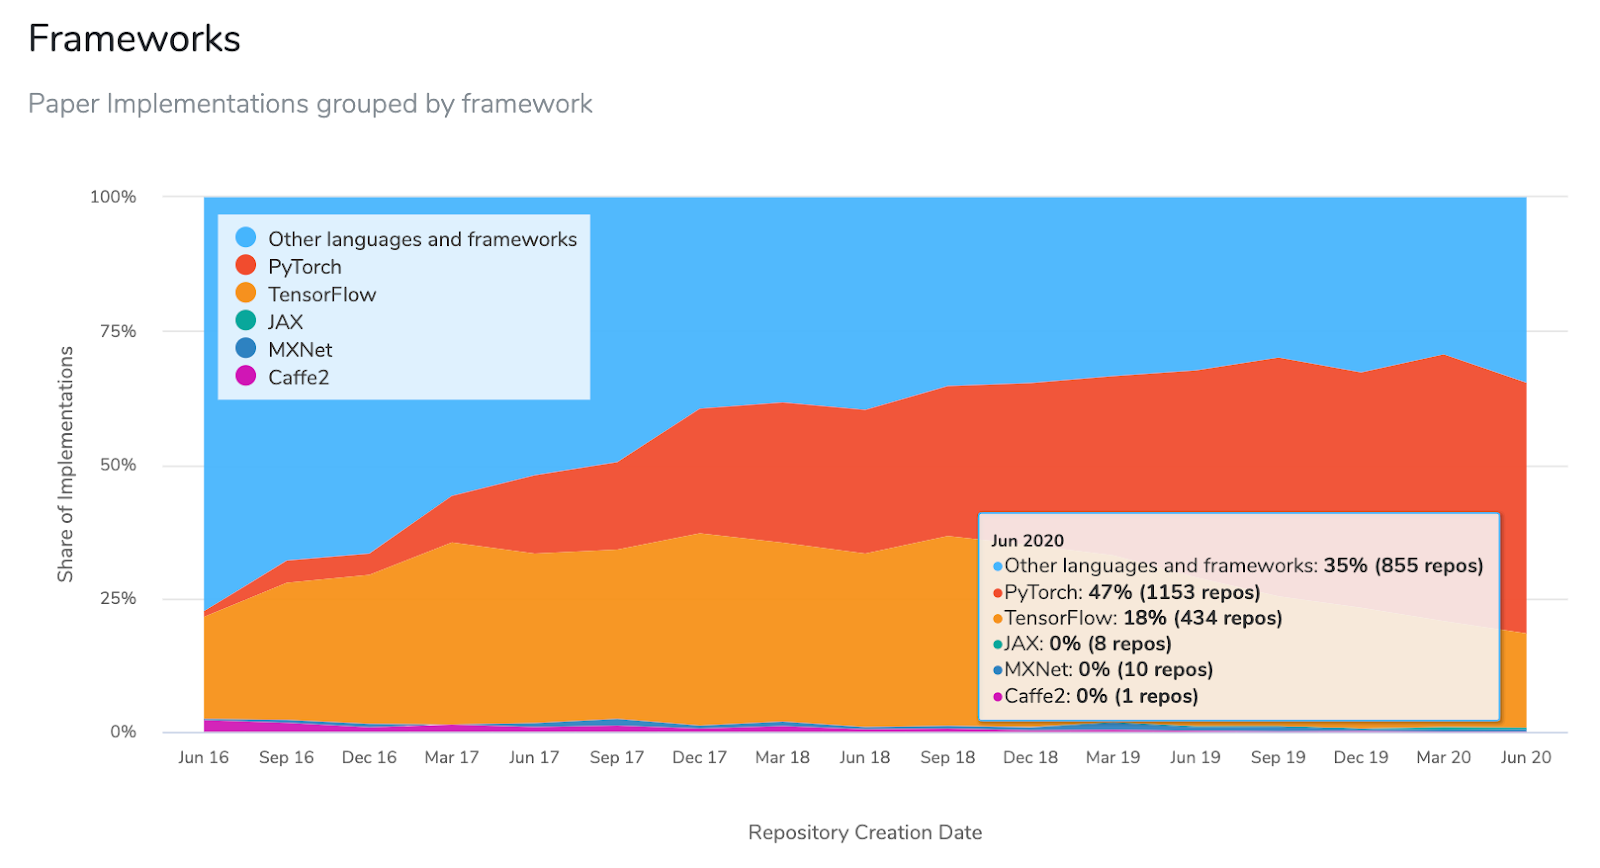 Frameworks
Paper Implementations grouped by framework
100%
75%
50%
25%
0%
Share of Implementations
Other languages and frameworks
PyTorch
TensorFlow
JAX
MXNet
Caffe2
Jun 2020
Other languages and frameworks: 35% (855 repos)
PyTorch: 47% (1153 repos)
TensorFlow: 18% (434 repos)
JAX: 0% (8 repos)
MXNet: 0% (10 repos)
Caffe2: 0% (1 repos)
Jun 16 Sep 16 Dec 16 Mar 17 Jun 17 Sep 17 Dec 17 Mar 18 Jun 18 Sep 18 Dec 18 Mar 19 Jun 19 Sep 19 Dec 19 Mar 20 Jun 20
Repository Creation Date